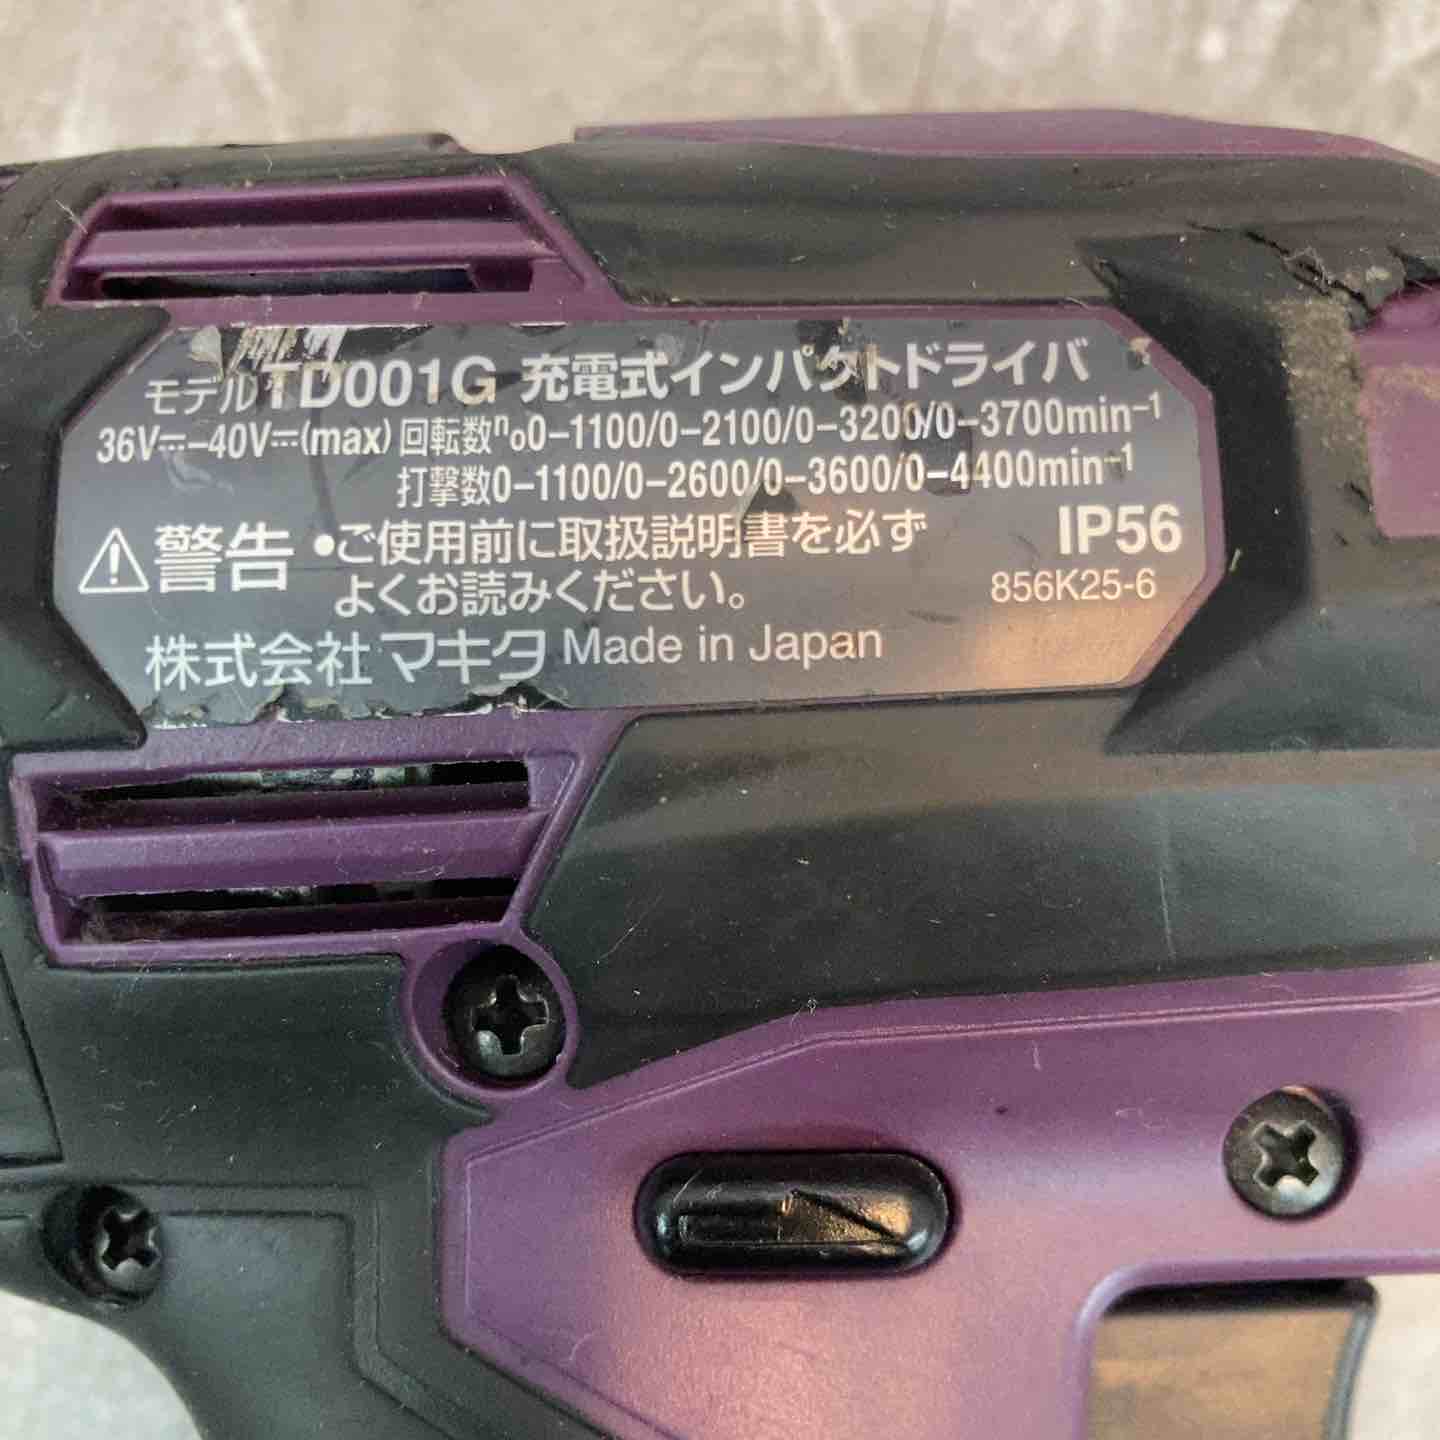 モデルTD001G 充電式インパクトドライバ
36V⎓–40V⎓(max) 回転数n₀0–1100/0–2100/0–3200/0–3700min⁻¹
打撃数0–1100/0–2600/0–3600/0–4400min⁻¹
⚠警告 •ご使用前に取扱説明書を必ず
よくお読みください。
IP56
856K25-6
株式会社マキタ Made in Japan